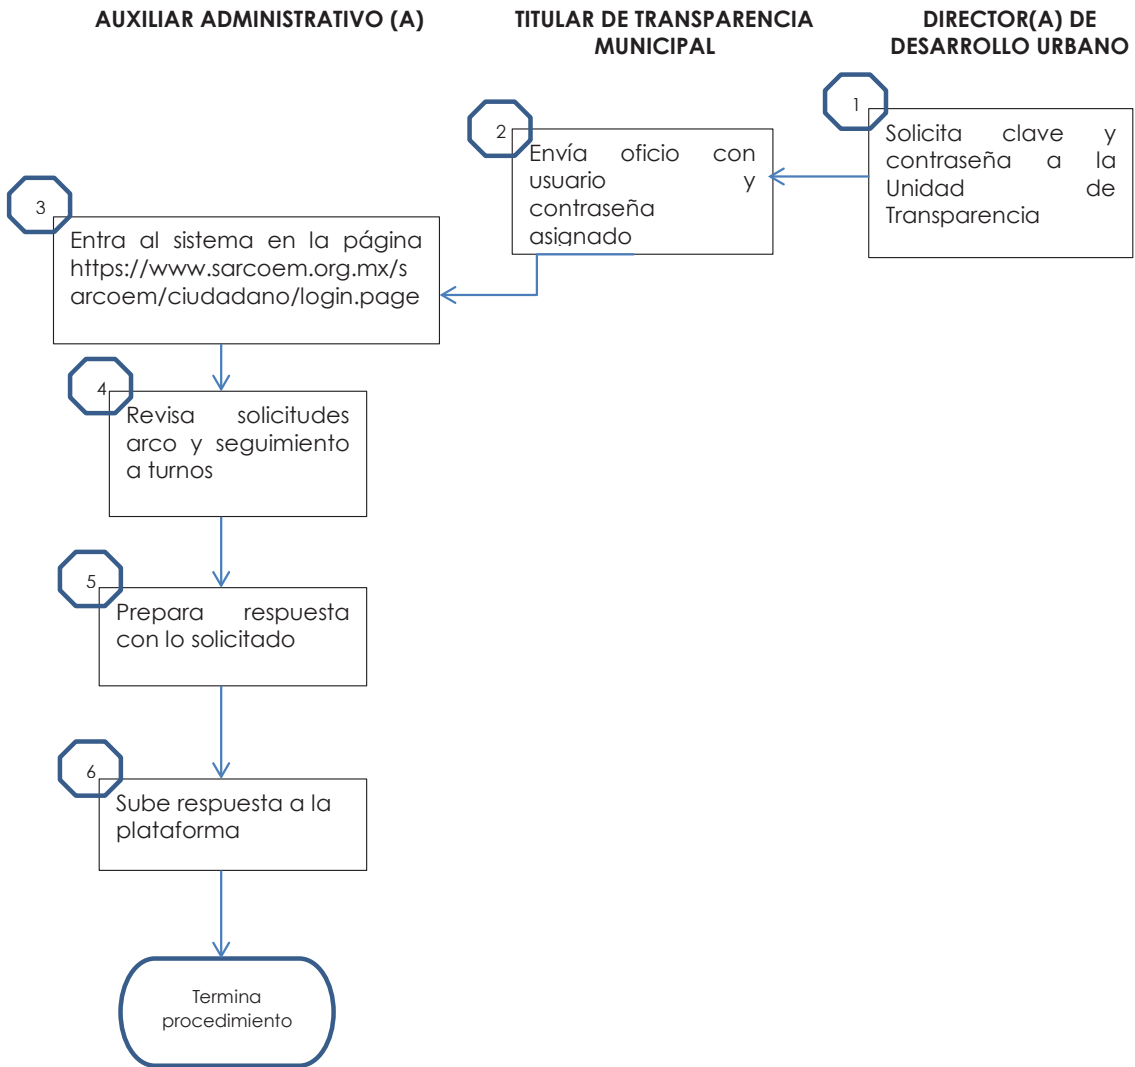 AUXILIAR ADMINISTRATIVO (A)
TITULAR DE TRANSPARENCIA
MUNICIPAL
DIRECTOR(A) DE
DESARROLLO URBANO
1
Solicita clave y
contraseña a la
Unidad de
Transparencia
2
Envía oficio con
usuario y
contraseña
asignado
3
Entra al sistema en la página
https://www.sarcoem.org.mx/s
arcoem/ciudadano/login.page
4
Revisa solicitudes
arco y seguimiento
a turnos
5
Prepara respuesta
con lo solicitado
6
Sube respuesta a la
plataforma
Termina
procedimiento